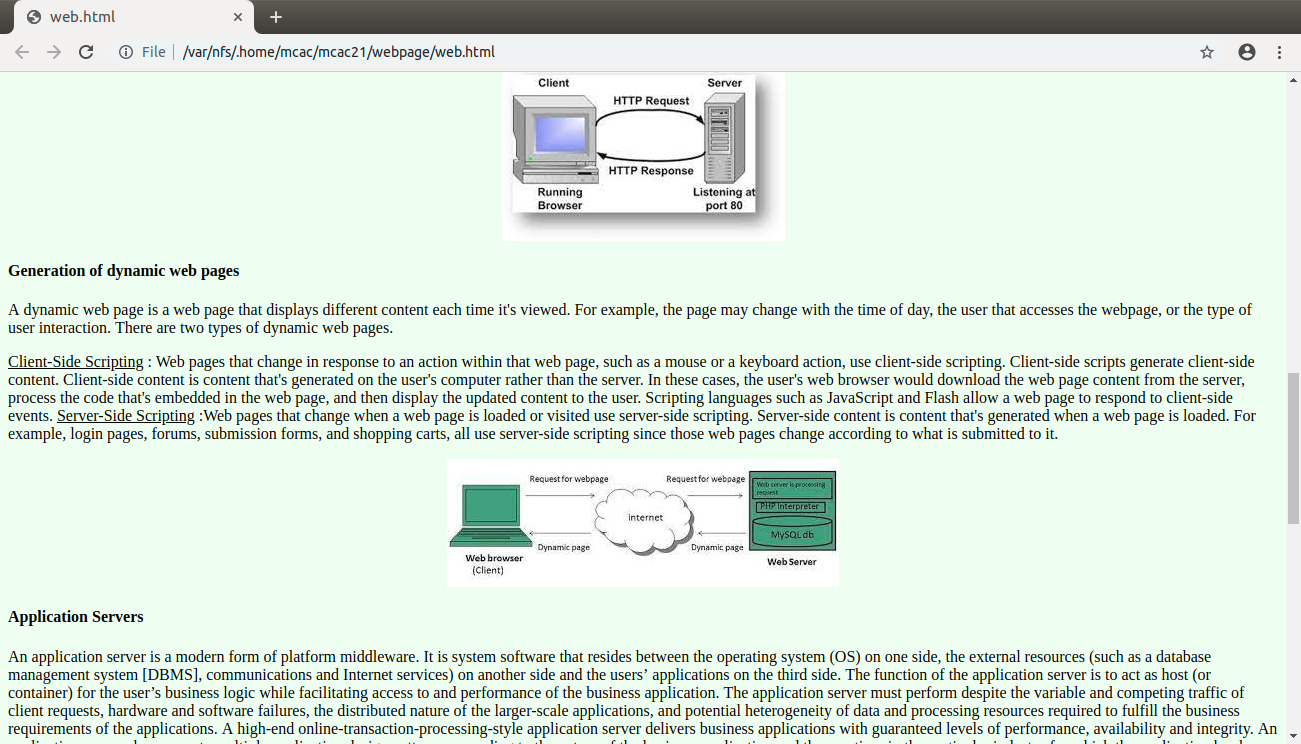 web.html
File
/var/nfs/.home/mcac/mcac21/webpage/web.html
Client
Server
HTTP Request
HTTP Response
Running
Browser
Listening at
port 80
Generation of dynamic web pages
A dynamic web page is a web page that displays different content each time it's viewed. For example, the page may change with the time of day, the user that accesses the webpage, or the type of
user interaction. There are two types of dynamic web pages.
Client-Side Scripting : Web pages that change in response to an action within that web page, such as a mouse or a keyboard action, use client-side scripting. Client-side scripts generate client-side
content. Client-side content is content that's generated on the user's computer rather than the server. In these cases, the user's web browser would download the web page content from the server,
process the code that's embedded in the web page, and then display the updated content to the user. Scripting languages such as JavaScript and Flash allow a web page to respond to client-side
events. Server-Side Scripting :Web pages that change when a web page is loaded or visited use server-side scripting. Server-side content is content that's generated when a web page is loaded. For
example, login pages, forums, submission forms, and shopping carts, all use server-side scripting since those web pages change according to what is submitted to it.
Request for webpage
Request for webpage
Web server is processing
request
PHP Interpreter
internet
MySQL db
Dynamic page
Dynamic page
Web browser
(Client)
Web Server
Application Servers
An application server is a modern form of platform middleware. It is system software that resides between the operating system (OS) on one side, the external resources (such as a database
management system [DBMS], communications and Internet services) on another side and the users’ applications on the third side. The function of the application server is to act as host (or
container) for the user’s business logic while facilitating access to and performance of the business application. The application server must perform despite the variable and competing traffic of
client requests, hardware and software failures, the distributed nature of the larger-scale applications, and potential heterogeneity of data and processing resources required to fulfill the business
requirements of the applications. A high-end online-transaction-processing-style application server delivers business applications with guaranteed levels of performance, availability and integrity. An